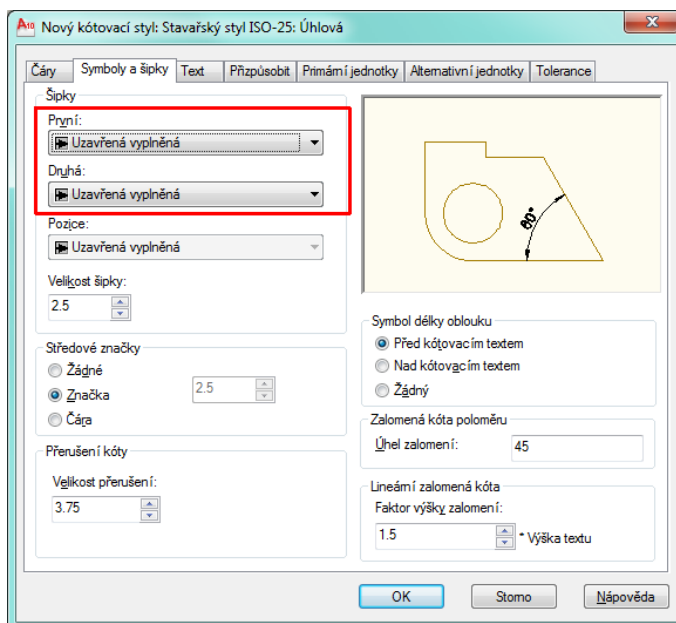 Nový kótovací styl: Stavařský styl ISO-25: Úhlová
Čáry
Symboly a šipky
Text
Přizpůsobit
Primární jednotky
Alternativní jednotky
Tolerance
Šipky
První:
Uzavřená vyplněná
Druhá:
Uzavřená vyplněná
Pozice:
Uzavřená vyplněná
Velikost šipky:
2.5
Středové značky
Žádné
Značka
2.5
Čára
Přerušení kóty
Velikost přerušení:
3.75
60°
Symbol délky oblouku
Před kótovacím textem
Nad kótovacím textem
Žádný
Zalomená kóta poloměru
Úhel zalomení:
45
Lineární zalomená kóta
Faktor výšky zalomení:
1.5
* Výška textu
OK
Storno
Nápověda